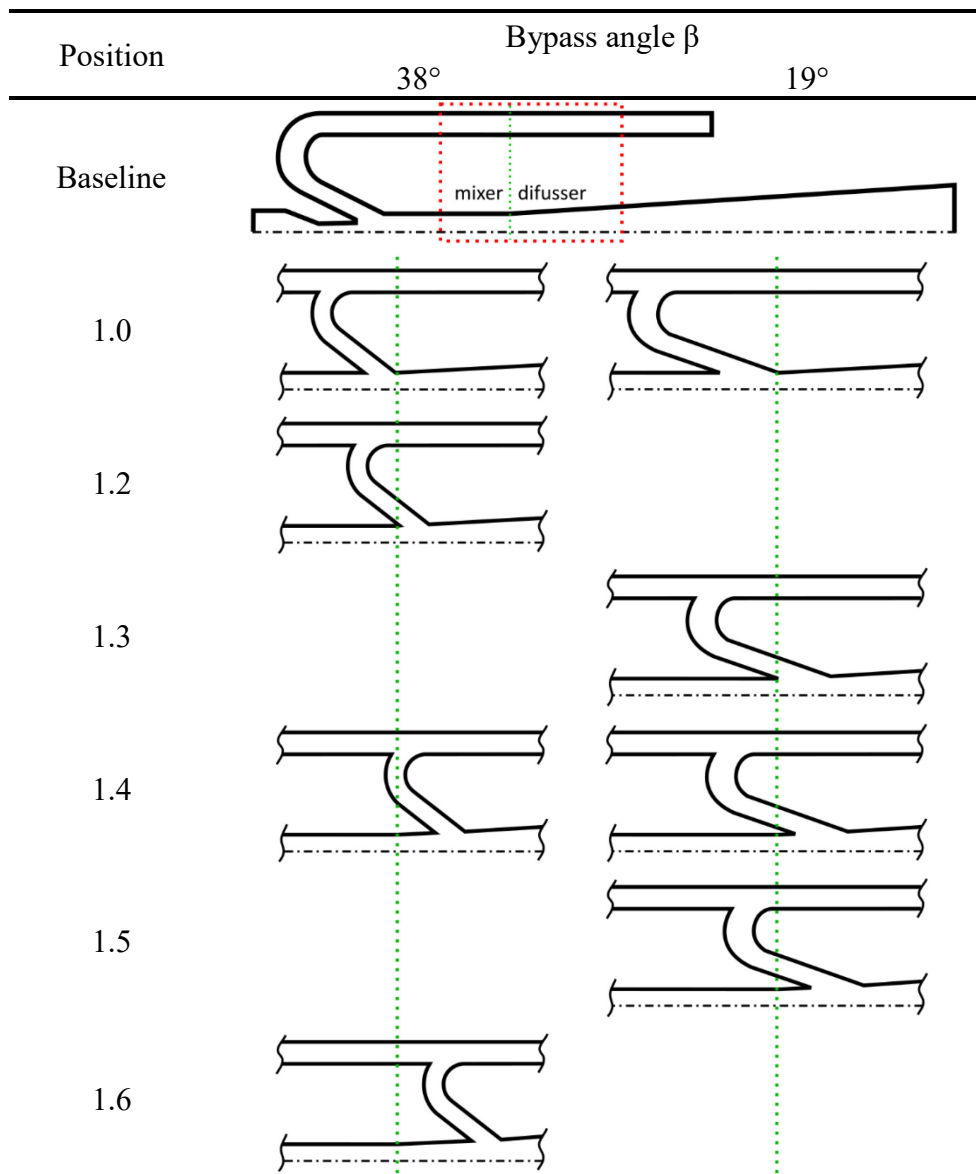 Position
Bypass angle β
38° 19°
Baseline
mixer difusser
1.0
1.2
1.3
1.4
1.5
1.6